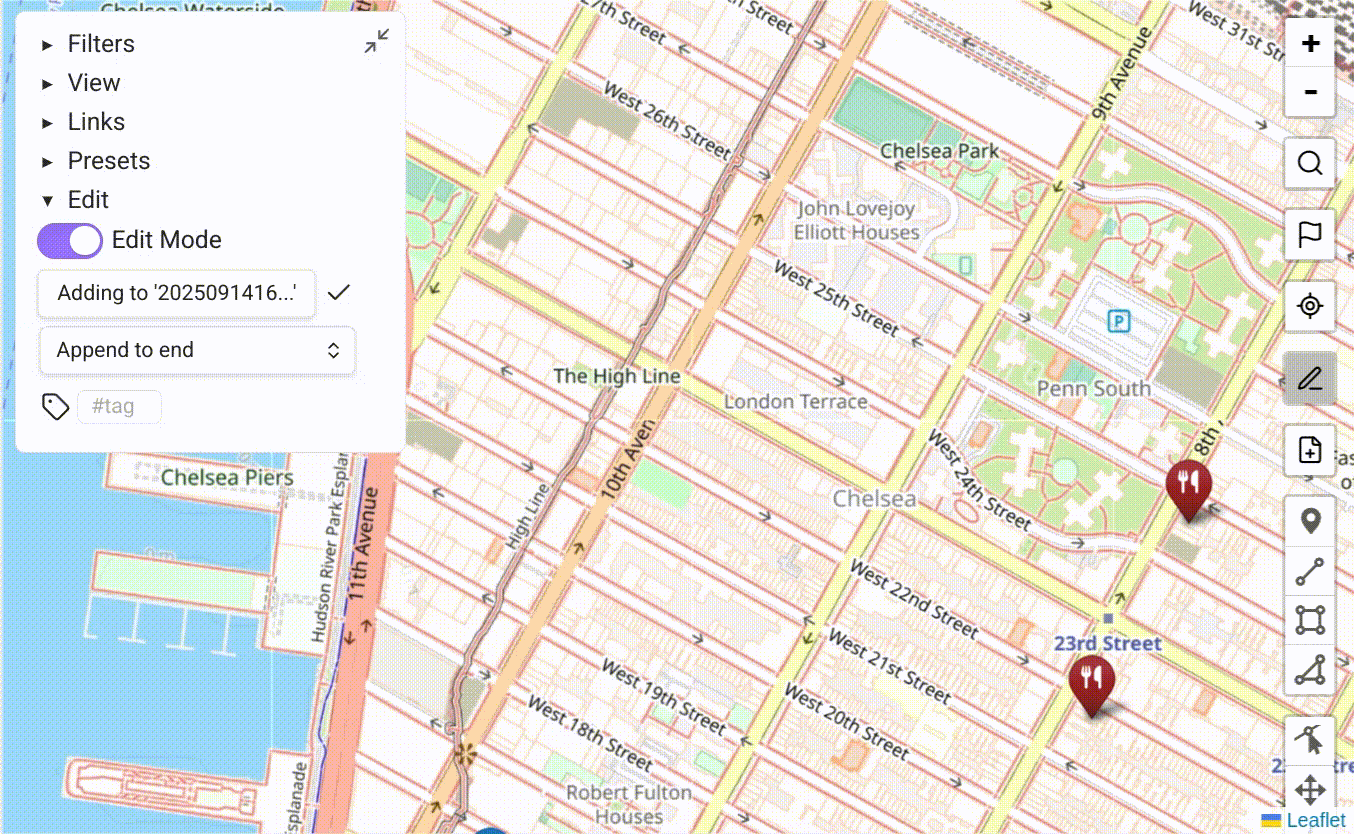 Chelsea Waterside
Filters
View
Links
Presets
Edit
Edit Mode
Adding to '2025091416...'
Append to end
#tag
West 26th Street
9th Avenue
Chelsea Park
John Lovejoy
Elliott Houses
West 25th Street
P
The High Line
London Terrace
Penn South
10th Aven
8th
Chelsea Piers
Chelsea
West 24th Street
High Line
11th Avenue
West 22nd Street
West 21st Street
23rd Street
West 19th Street
West 20th Street
West 18th Street
Robert Fulton
Houses
Hudson River Park Esplan
splanade
West 31st Str
27th Street
+
-
Leaflet